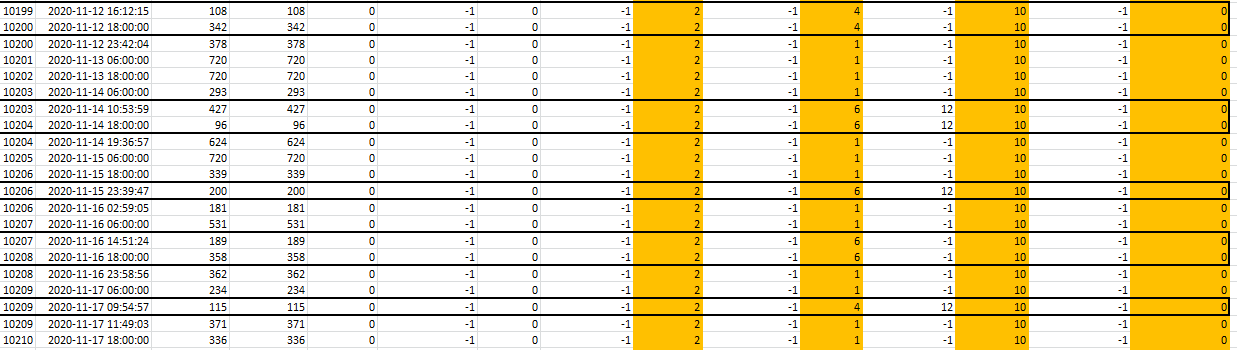 10199 2020-11-12 16:12:15 108 108 0 -1 0 -1 2 -1 4 -1 10 -1 0
10200 2020-11-12 18:00:00 342 342 0 -1 0 -1 2 -1 4 -1 10 -1 0
10200 2020-11-12 23:42:04 378 378 0 -1 0 -1 2 -1 1 -1 10 -1 0
10201 2020-11-13 06:00:00 720 720 0 -1 0 -1 2 -1 1 -1 10 -1 0
10202 2020-11-13 18:00:00 720 720 0 -1 0 -1 2 -1 1 -1 10 -1 0
10203 2020-11-14 06:00:00 293 293 0 -1 0 -1 2 -1 1 -1 10 -1 0
10203 2020-11-14 10:53:59 427 427 0 -1 0 -1 2 -1 6 12 10 -1 0
10204 2020-11-14 18:00:00 96 96 0 -1 0 -1 2 -1 6 12 10 -1 0
10204 2020-11-14 19:36:57 624 624 0 -1 0 -1 2 -1 1 -1 10 -1 0
10205 2020-11-15 06:00:00 720 720 0 -1 0 -1 2 -1 1 -1 10 -1 0
10206 2020-11-15 18:00:00 339 339 0 -1 0 -1 2 -1 1 -1 10 -1 0
10206 2020-11-15 23:39:47 200 200 0 -1 0 -1 2 -1 6 12 10 -1 0
10206 2020-11-16 02:59:05 181 181 0 -1 0 -1 2 -1 1 -1 10 -1 0
10207 2020-11-16 06:00:00 531 531 0 -1 0 -1 2 -1 1 -1 10 -1 0
10207 2020-11-16 14:51:24 189 189 0 -1 0 -1 2 -1 6 -1 10 -1 0
10208 2020-11-16 18:00:00 358 358 0 -1 0 -1 2 -1 6 -1 10 -1 0
10208 2020-11-16 23:58:56 362 362 0 -1 0 -1 2 -1 1 -1 10 -1 0
10209 2020-11-17 06:00:00 234 234 0 -1 0 -1 2 -1 1 -1 10 -1 0
10209 2020-11-17 09:54:57 115 115 0 -1 0 -1 2 -1 4 12 10 -1 0
10209 2020-11-17 11:49:03 371 371 0 -1 0 -1 2 -1 1 -1 10 -1 0
10210 2020-11-17 18:00:00 336 336 0 -1 0 -1 2 -1 1 -1 10 -1 0